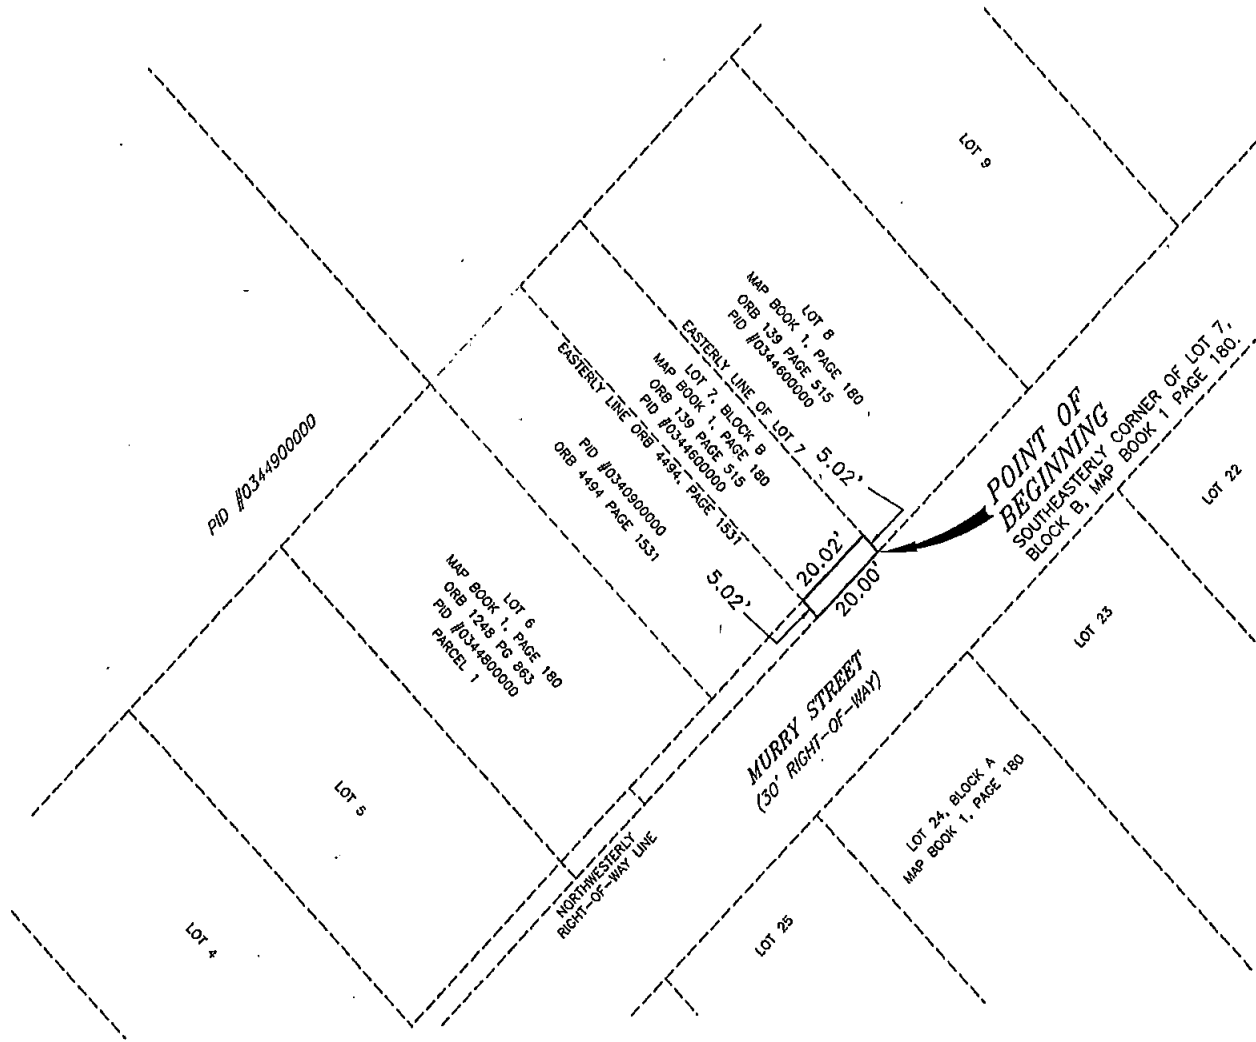 LOT 9
LOT 8
MAP BOOK 1, PAGE 180
ORB 139 PAGE 515
PID #0344600000
EASTERLY LINE OF LOT 7
LOT 7, BLOCK B
MAP BOOK 1, PAGE 180
ORB 139 PAGE 515
PID #0344600000
EASTERLY LINE ORB 4494, PAGE 1531
PID #0340900000
ORB 4494 PAGE 1531
PID #0344900000
LOT 6
MAP BOOK 1, PAGE 180
ORB 1248 PG 863
PID #0344800000
PARCEL 1
5.02'
20.02'
5.02'
20.00'
POINT OF
BEGINNING
SOUTHEASTERLY CORNER OF LOT 7,
BLOCK B, MAP BOOK 1 PAGE 180.
LOT 22
LOT 23
MURRY STREET
(30' RIGHT-OF-WAY)
LOT 24, BLOCK A
MAP BOOK 1, PAGE 180
LOT 5
NORTHWESTERLY
RIGHT-OF-WAY LINE
LOT 25
LOT 4